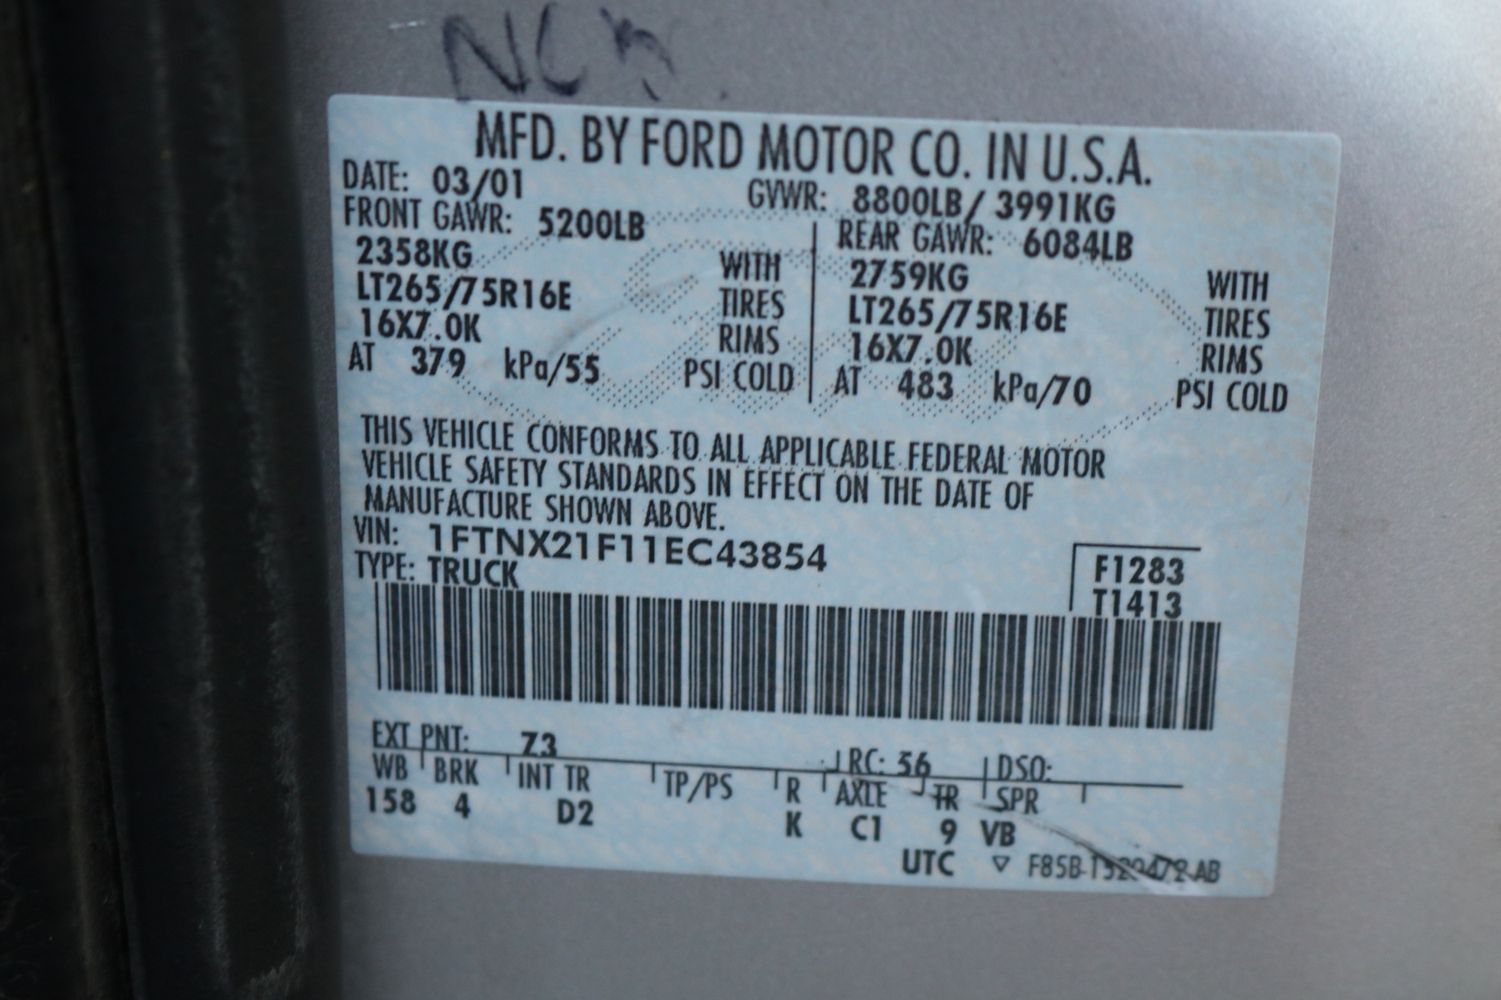 MFD. BY FORD MOTOR CO. IN U.S.A.
DATE: 03/01 GVWR: 8800LB/ 3991KG
FRONT GAWR: 5200LB REAR GAWR: 6084LB
2358KG WITH 2759KG WITH
LT265/75R16E TIRES LT265/75R16E TIRES
16X7.0K RIMS 16X7.0K RIMS
AT 379 kPa/55 PSI COLD AT 483 kPa/70 PSI COLD
THIS VEHICLE CONFORMS TO ALL APPLICABLE FEDERAL MOTOR
VEHICLE SAFETY STANDARDS IN EFFECT ON THE DATE OF
MANUFACTURE SHOWN ABOVE.
VIN: 1FTNX21F11EC43854
TYPE: TRUCK
F1283
T1413
EXT PNT: Z3 RC: 56 DSO:
WB BRK INT TR TP/PS R AXLE TR SPR
158 4 D2 K C1 9 VB
UTC ▽ F85B-1520472-AB